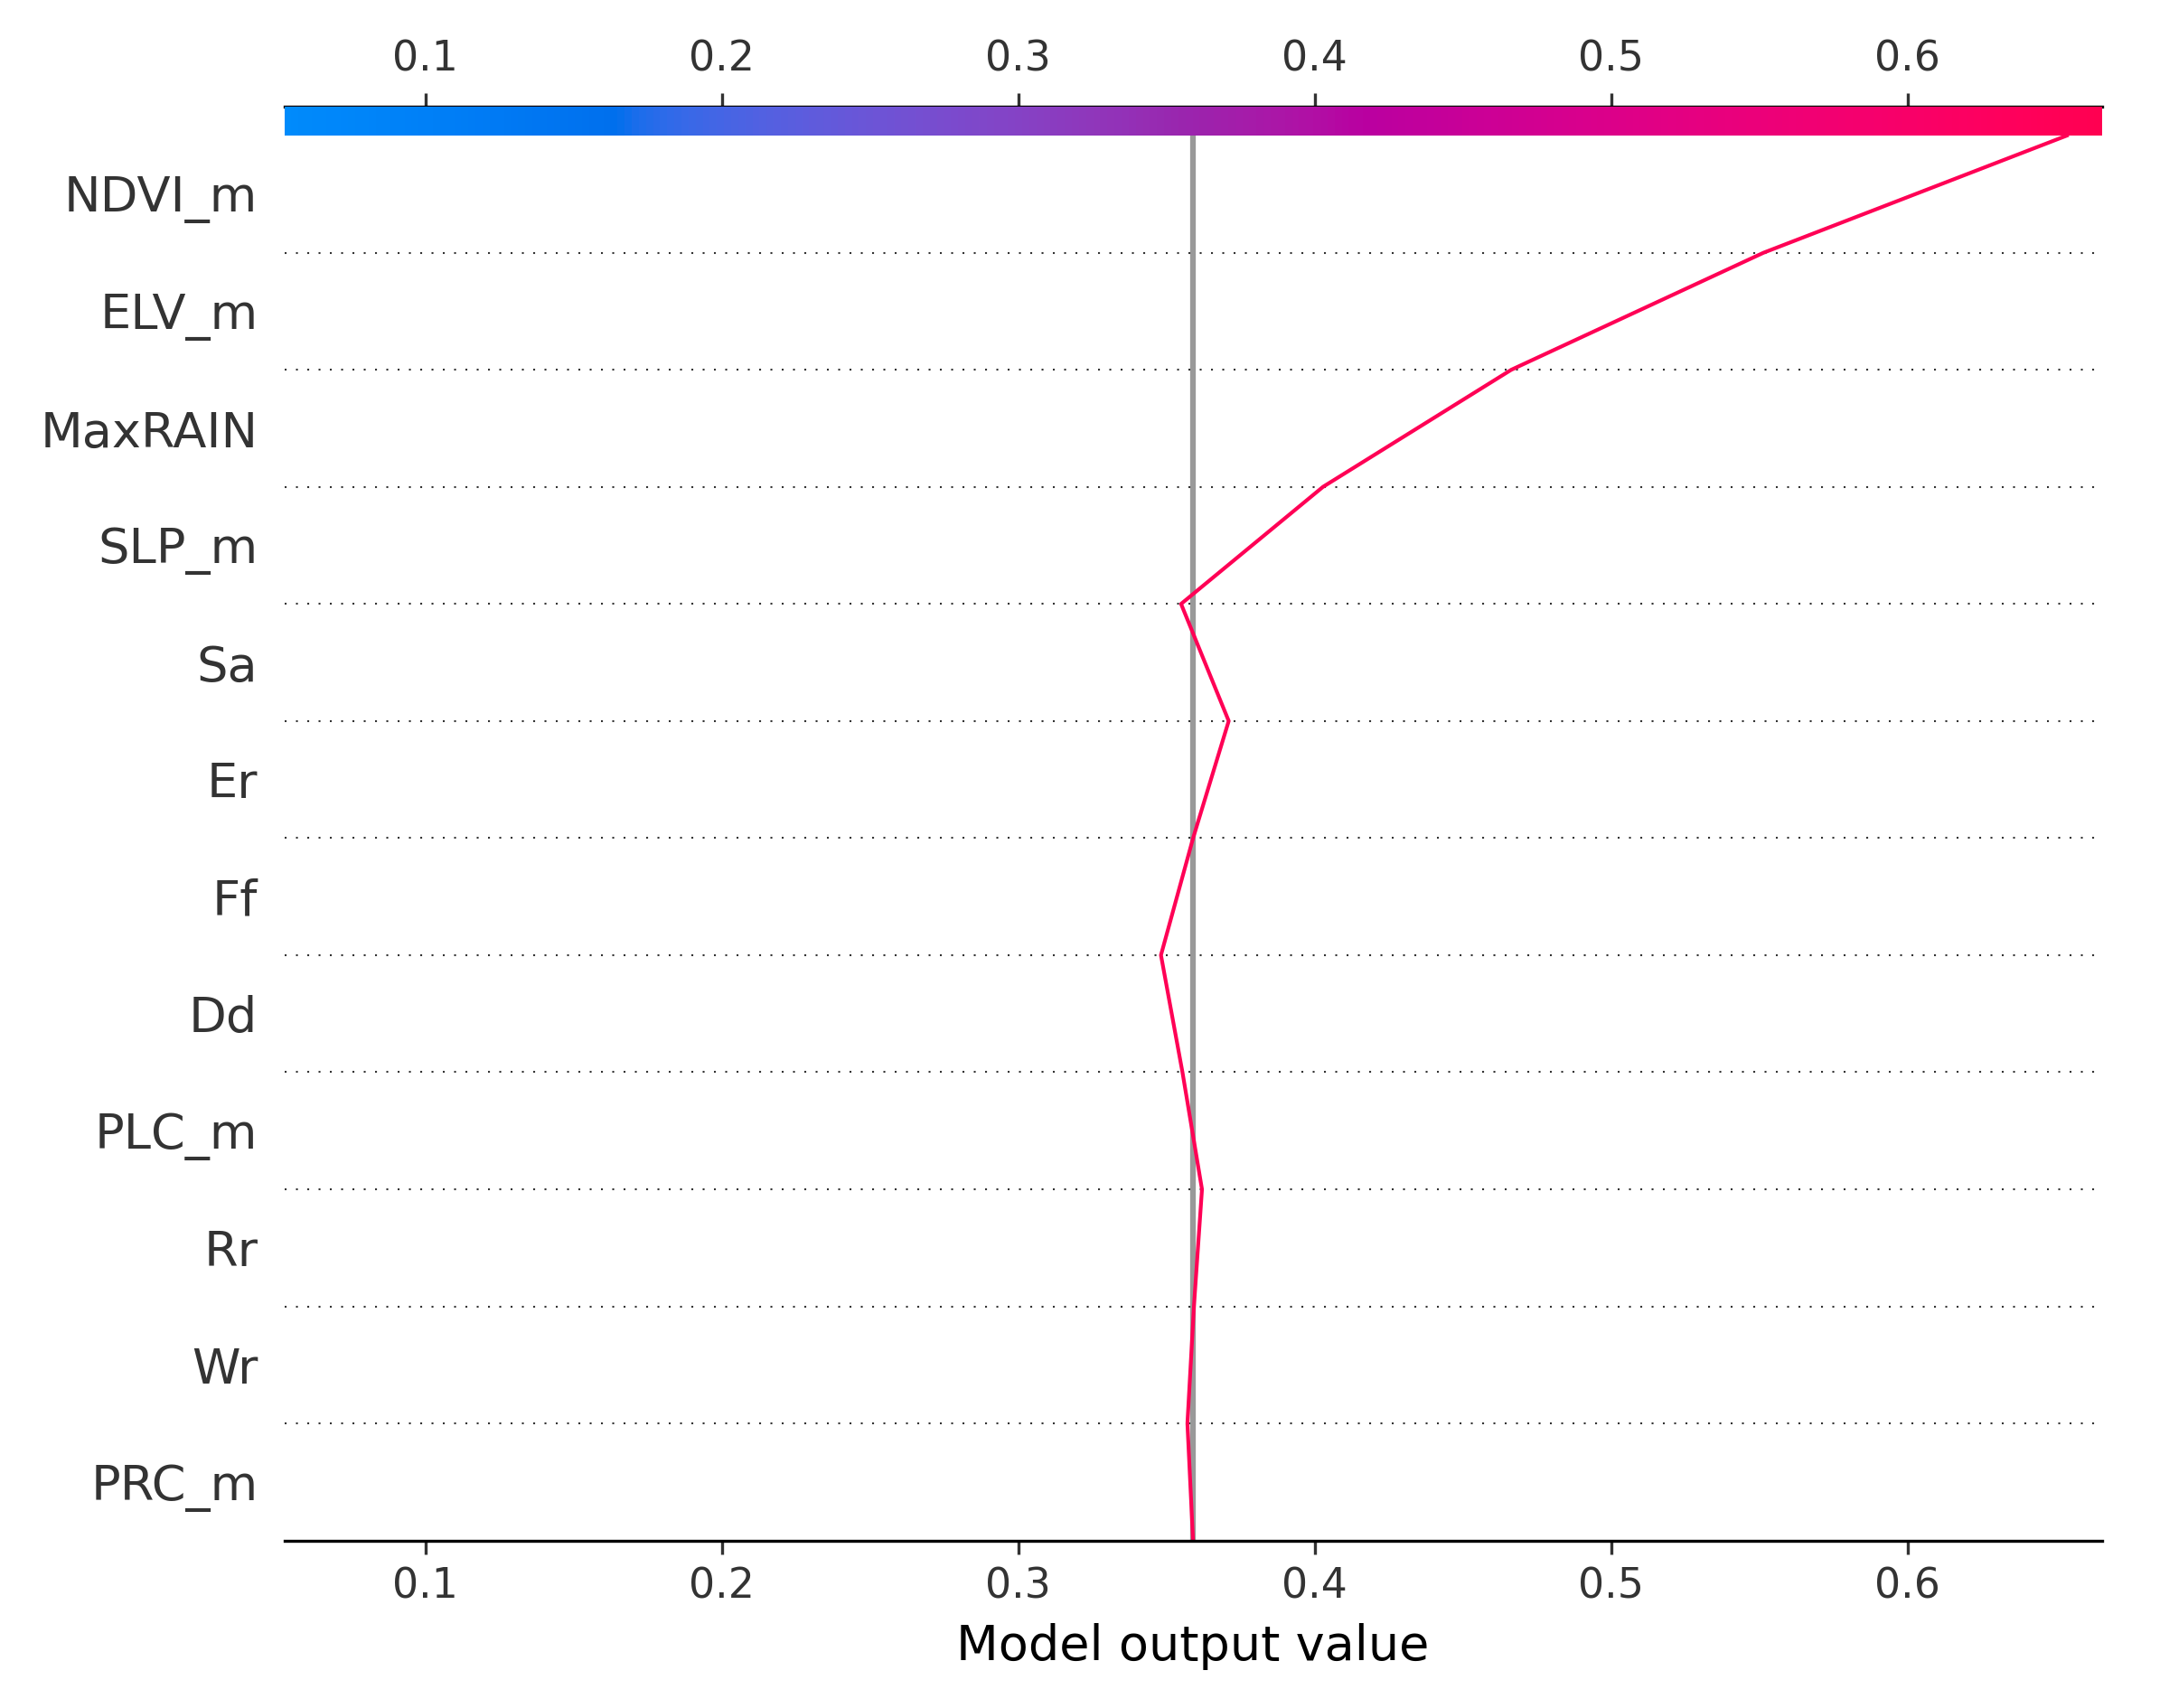 0.1 0.2 0.3 0.4 0.5 0.6
NDVI_m
ELV_m
MaxRAIN
SLP_m
Sa
Er
Ff
Dd
PLC_m
Rr
Wr
PRC_m
0.1 0.2 0.3 0.4 0.5 0.6
Model output value